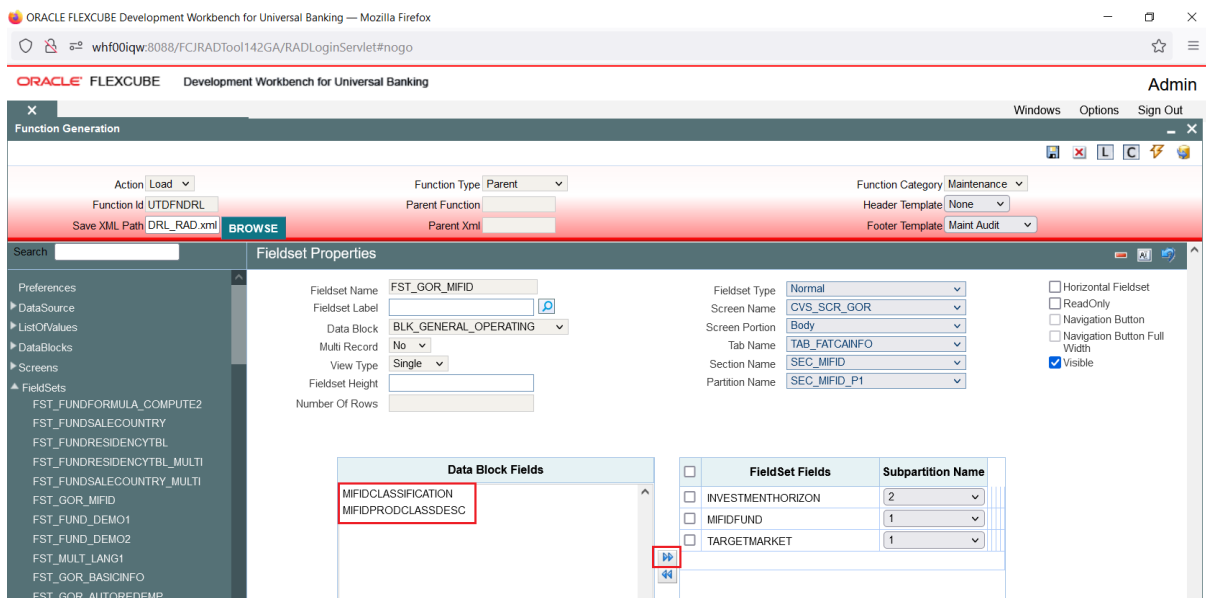 ORACLE FLEXCUBE Development Workbench for Universal Banking — Mozilla Firefox
whf00iqw:8088/FCJRADTool142GA/RADLoginServlet#nogo
ORACLE FLEXCUBE Development Workbench for Universal Banking Admin
Windows Options Sign Out
Function Generation
L C
Action Load Function Type Parent Function Category Maintenance
Function Id UTDFNDRL Parent Function Header Template None
Save XML Path DRL_RAD.xml BROWSE Parent Xml Footer Template Maint Audit
Search Fieldset Properties
Preferences
DataSource
ListOfValues
DataBlocks
Screens
FieldSets
FST_FUNDFORMULA_COMPUTE2
FST_FUNDSALECOUNTRY
FST_FUNDRESIDENCYTBL
FST_FUNDRESIDENCYTBL_MULTI
FST_FUNDSALECOUNTRY_MULTI
FST_GOR_MIFID
FST_FUND_DEMO1
FST_FUND_DEMO2
FST_MULT_LANG1
FST_GOR_BASICINFO
FST_GOR_AUTOREDEMP
Fieldset Name FST_GOR_MIFID
Fieldset Label
Data Block BLK_GENERAL_OPERATING
Multi Record No
View Type Single
Fieldset Height
Number Of Rows
Fieldset Type Normal
Screen Name CVS_SCR_GOR
Screen Portion Body
Tab Name TAB_FATCAINFO
Section Name SEC_MIFID
Partition Name SEC_MIFID_P1
Horizontal Fieldset
ReadOnly
Navigation Button
Navigation Button Full
Width
Visible
Data Block Fields
MIFIDCLASSIFICATION
MIFIDPRODCLASSDESC
FieldSet Fields Subpartition Name
INVESTMENTHORIZON 2
MIFIDFUND 1
TARGETMARKET 1